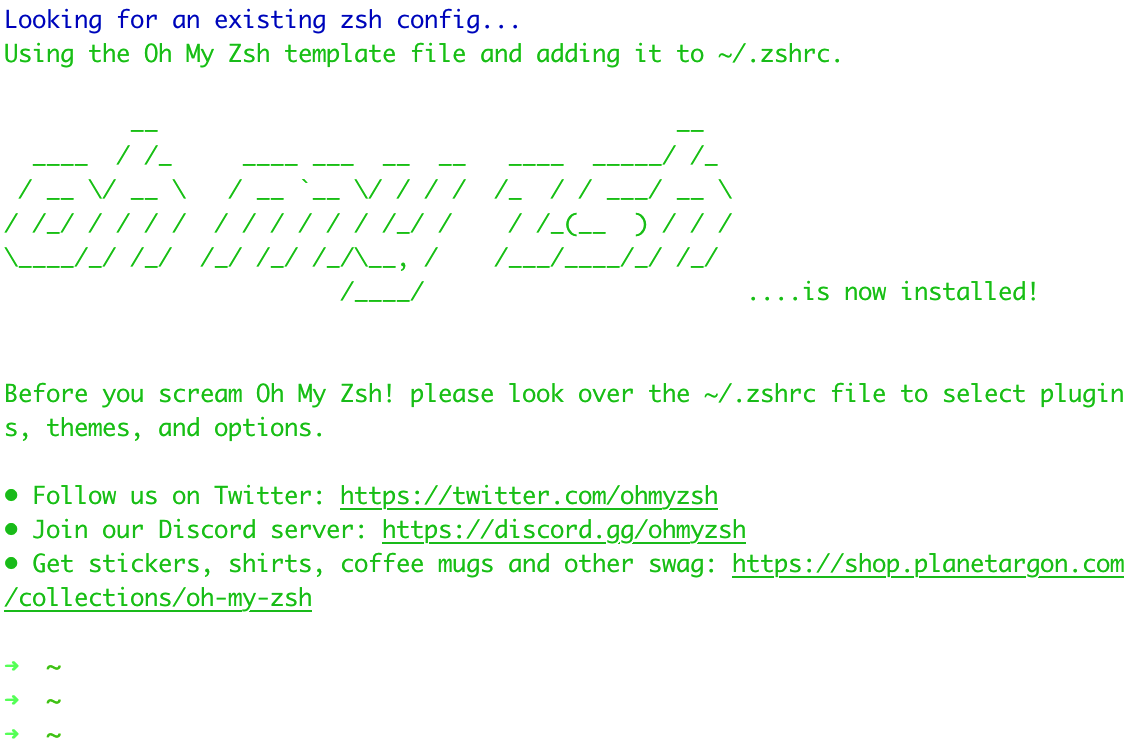 Looking for an existing zsh config...
Using the Oh My Zsh template file and adding it to ~/.zshrc.
         __                                     __
  ____  / /_     ____ ___  __  __   ____  _____/ /_
 / __ \/ __ \   / __ `__ \/ / / /  /_  / / ___/ __ \
/ /_/ / / / /  / / / / / / /_/ /    / /_(__  ) / / /
\____/_/ /_/  /_/ /_/ /_/\__, /    /___/____/_/ /_/
                        /____/                       ....is now installed!
Before you scream Oh My Zsh! please look over the ~/.zshrc file to select plugin
s, themes, and options.
• Follow us on Twitter: https://twitter.com/ohmyzsh
• Join our Discord server: https://discord.gg/ohmyzsh
• Get stickers, shirts, coffee mugs and other swag: https://shop.planetargon.com
/collections/oh-my-zsh
➜  ~
➜  ~
➜  ~